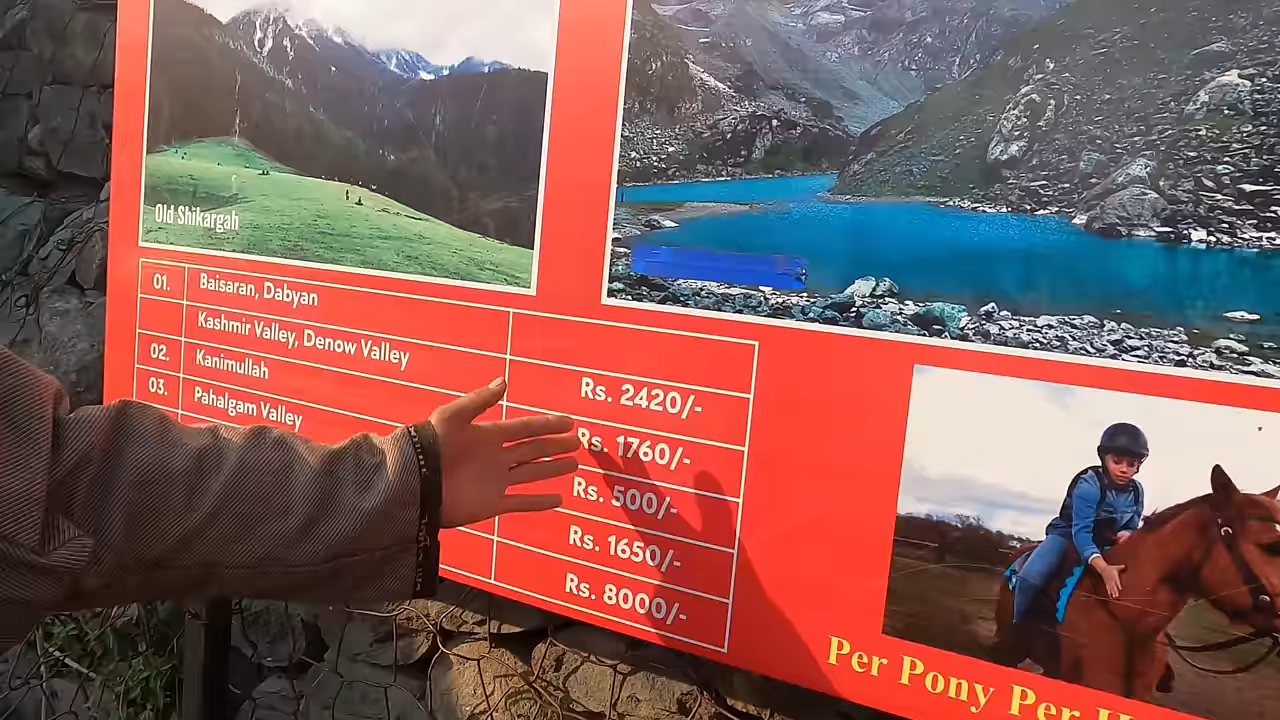 Old Shikargah
01. Baisaran, Dabyan
Kashmir Valley, Denow Valley Rs. 2420/-
02. Kanimullah Rs. 1760/-
03. Pahalgam Valley Rs. 500/-
Rs. 1650/-
Rs. 8000/-
Per Pony Per